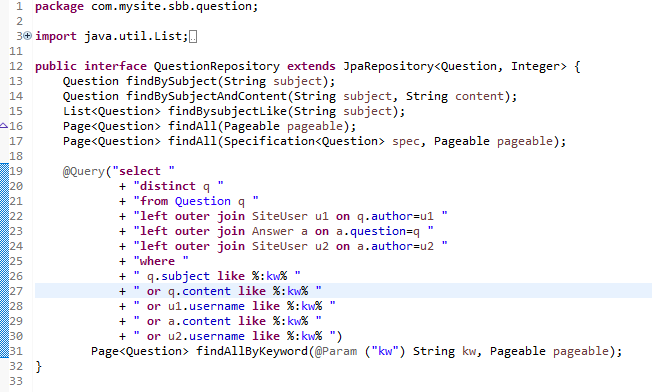 1 package com.mysite.sbb.question;
2
3 import java.util.List;
11
12 public interface QuestionRepository extends JpaRepository<Question, Integer> {
13 Question findBySubject(String subject);
14 Question findBySubjectAndContent(String subject, String content);
15 List<Question> findBysubjectLike(String subject);
16 Page<Question> findAll(Pageable pageable);
17 Page<Question> findAll(Specification<Question> spec, Pageable pageable);
18
19 @Query("select "
20 + "distinct q "
21 + "from Question q "
22 + "left outer join SiteUser u1 on q.author=u1 "
23 + "left outer join Answer a on a.question=q "
24 + "left outer join SiteUser u2 on a.author=u2 "
25 + "where "
26 + " q.subject like %:kw% "
27 + " or q.content like %:kw% "
28 + " or u1.username like %:kw% "
29 + " or a.content like %:kw% "
30 + " or u2.username like %:kw% ")
31 Page<Question> findAllByKeyword(@Param ("kw") String kw, Pageable pageable);
32 }
33